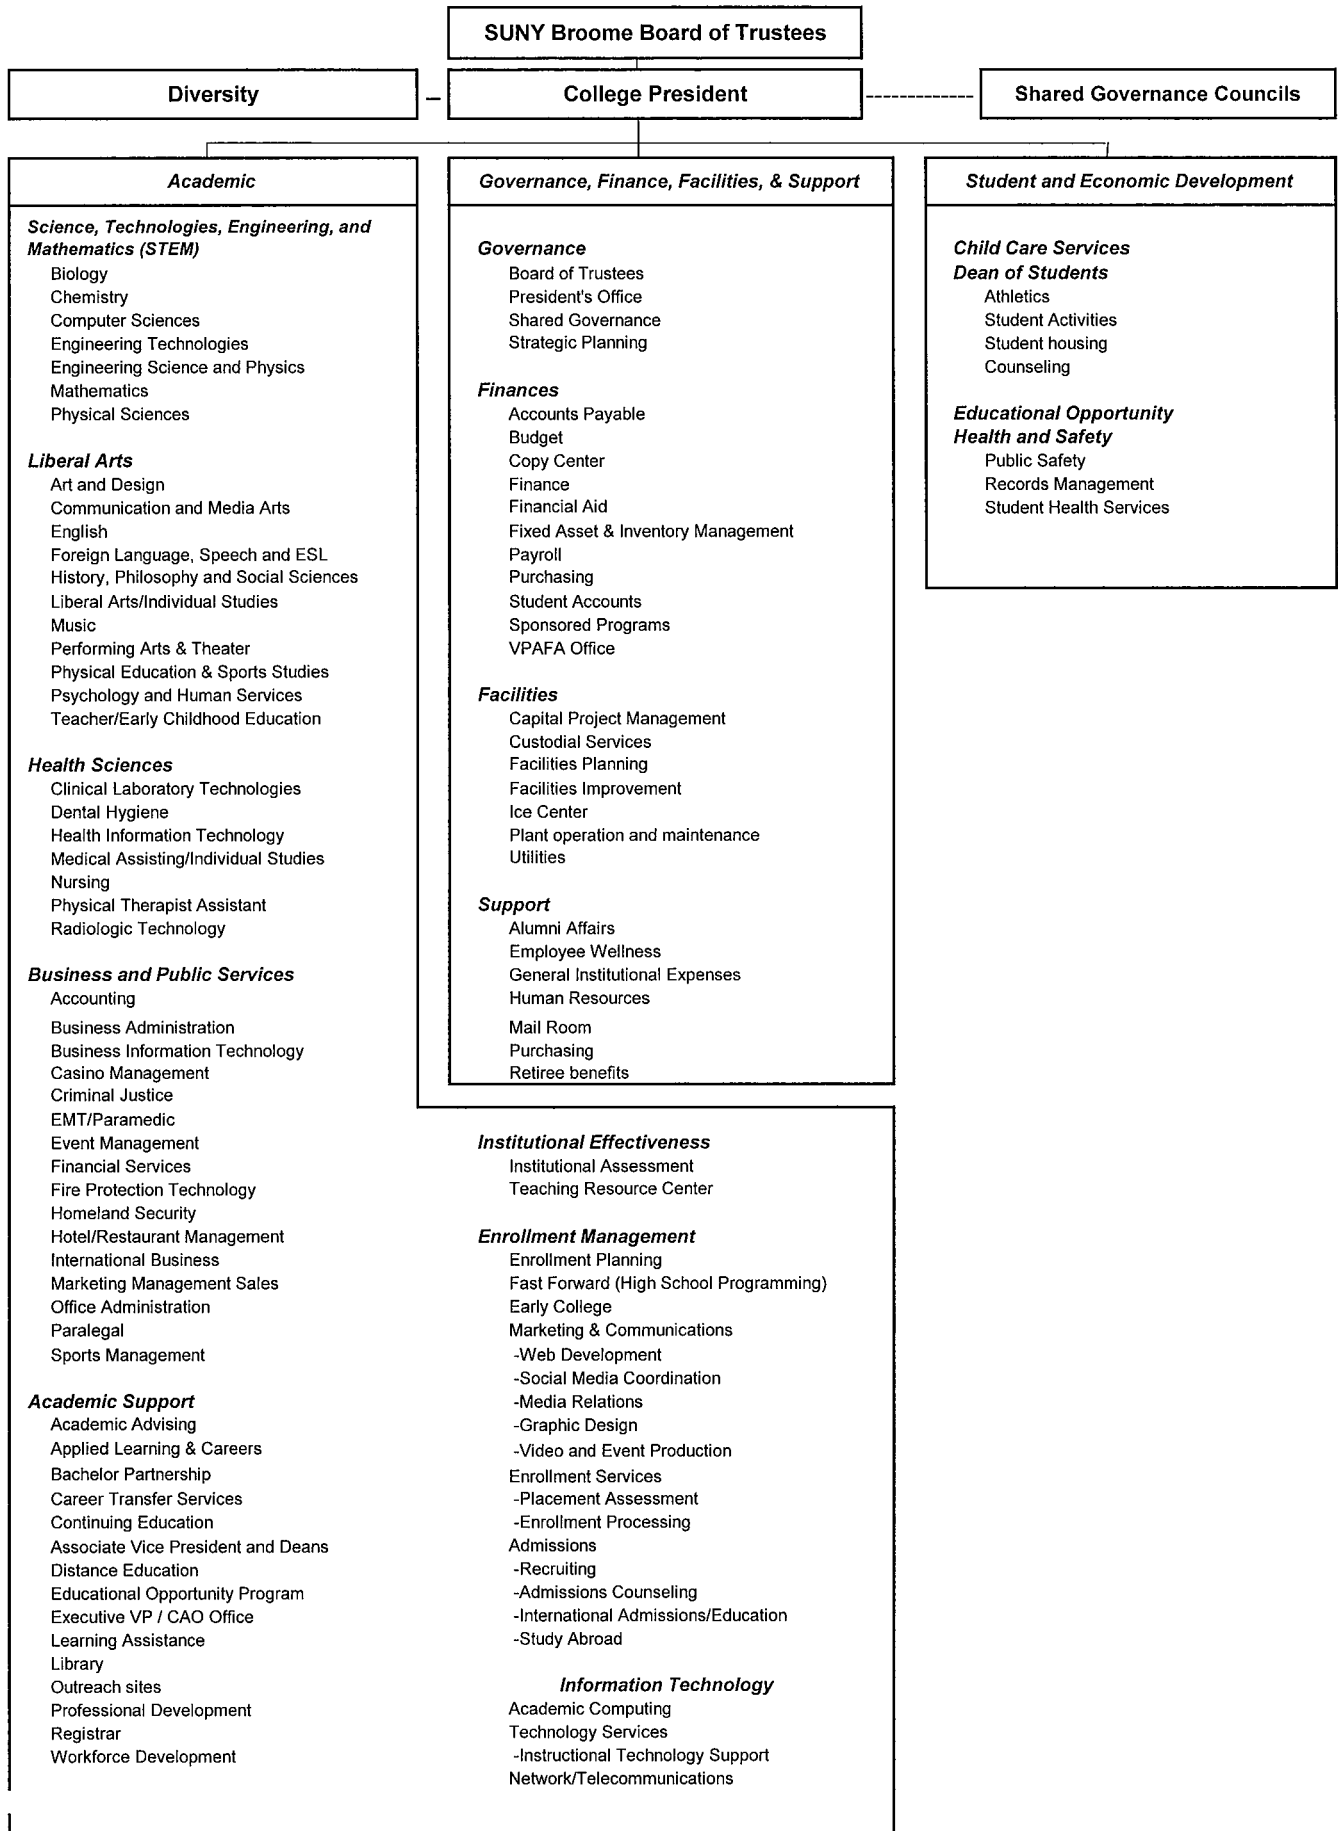 SUNY Broome Board of Trustees
Diversity
College President
Shared Governance Councils
Academic
Science, Technologies, Engineering, and
Mathematics (STEM)
Biology
Chemistry
Computer Sciences
Engineering Technologies
Engineering Science and Physics
Mathematics
Physical Sciences
Liberal Arts
Art and Design
Communication and Media Arts
English
Foreign Language, Speech and ESL
History, Philosophy and Social Sciences
Liberal Arts/Individual Studies
Music
Performing Arts & Theater
Physical Education & Sports Studies
Psychology and Human Services
Teacher/Early Childhood Education
Health Sciences
Clinical Laboratory Technologies
Dental Hygiene
Health Information Technology
Medical Assisting/Individual Studies
Nursing
Physical Therapist Assistant
Radiologic Technology
Business and Public Services
Accounting
Business Administration
Business Information Technology
Casino Management
Criminal Justice
EMT/Paramedic
Event Management
Financial Services
Fire Protection Technology
Homeland Security
Hotel/Restaurant Management
International Business
Marketing Management Sales
Office Administration
Paralegal
Sports Management
Academic Support
Academic Advising
Applied Learning & Careers
Bachelor Partnership
Career Transfer Services
Continuing Education
Associate Vice President and Deans
Distance Education
Educational Opportunity Program
Executive VP / CAO Office
Learning Assistance
Library
Outreach sites
Professional Development
Registrar
Workforce Development
Governance, Finance, Facilities, & Support
Governance
Board of Trustees
President's Office
Shared Governance
Strategic Planning
Finances
Accounts Payable
Budget
Copy Center
Finance
Financial Aid
Fixed Asset & Inventory Management
Payroll
Purchasing
Student Accounts
Sponsored Programs
VPAFA Office
Facilities
Capital Project Management
Custodial Services
Facilities Planning
Facilities Improvement
Ice Center
Plant operation and maintenance
Utilities
Support
Alumni Affairs
Employee Wellness
General Institutional Expenses
Human Resources
Mail Room
Purchasing
Retiree benefits
Institutional Effectiveness
Institutional Assessment
Teaching Resource Center
Enrollment Management
Enrollment Planning
Fast Forward (High School Programming)
Early College
Marketing & Communications
-Web Development
-Social Media Coordination
-Media Relations
-Graphic Design
-Video and Event Production
Enrollment Services
-Placement Assessment
-Enrollment Processing
Admissions
-Recruiting
-Admissions Counseling
-International Admissions/Education
-Study Abroad
Information Technology
Academic Computing
Technology Services
-Instructional Technology Support
Network/Telecommunications
Student and Economic Development
Child Care Services
Dean of Students
Athletics
Student Activities
Student housing
Counseling
Educational Opportunity
Health and Safety
Public Safety
Records Management
Student Health Services